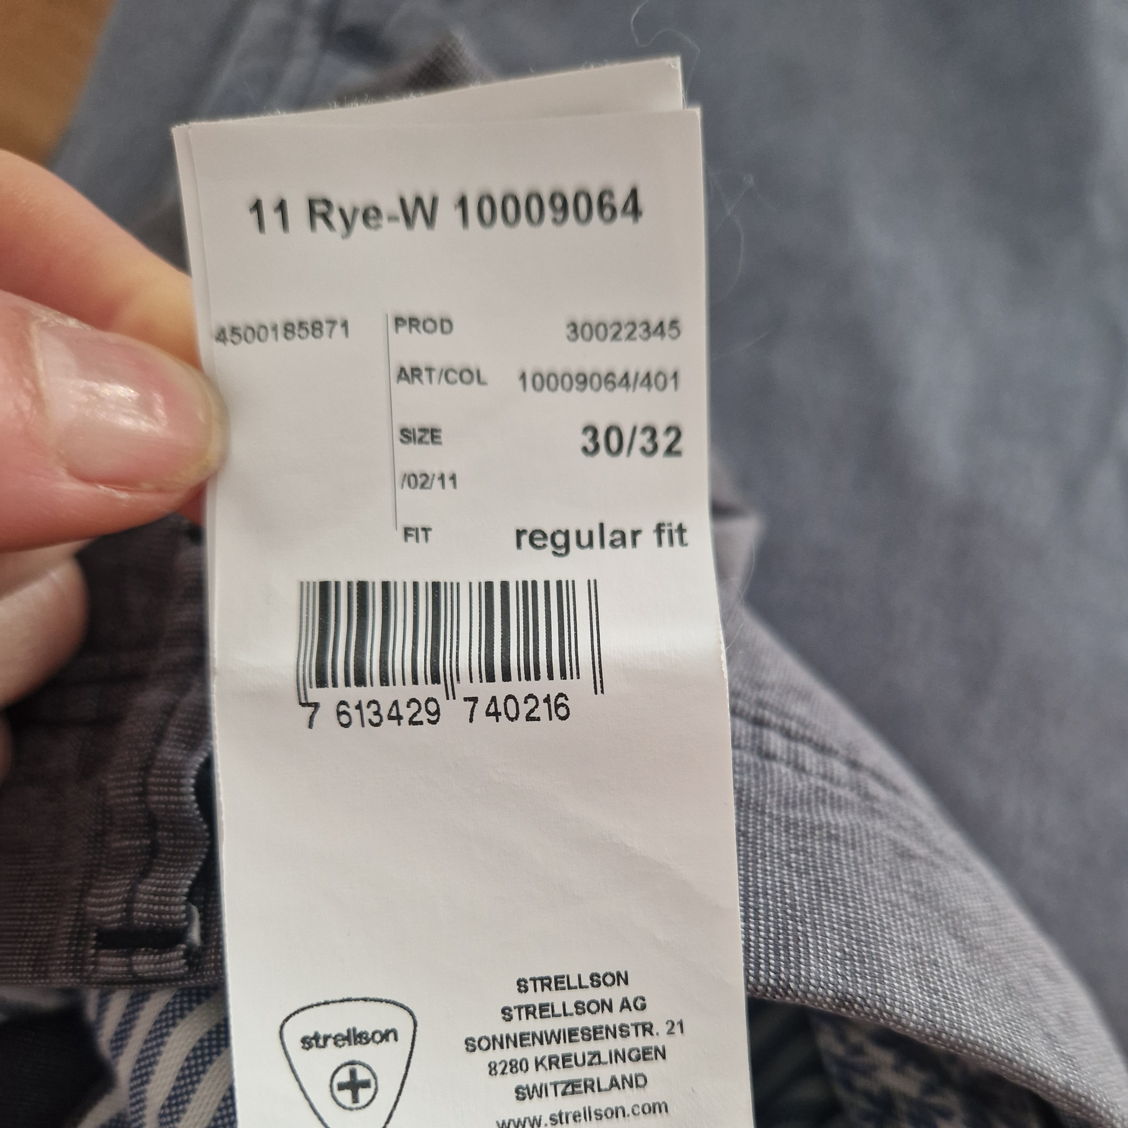 11 Rye-W 10009064
4500185871
PROD 30022345
ART/COL 10009064/401
SIZE 30/32
/02/11
FIT regular fit
7 613429 740216
strellson
STRELLSON
STRELLSON AG
SONNENWIESENSTR. 21
8280 KREUZLINGEN
SWITZERLAND
www.strellson.com